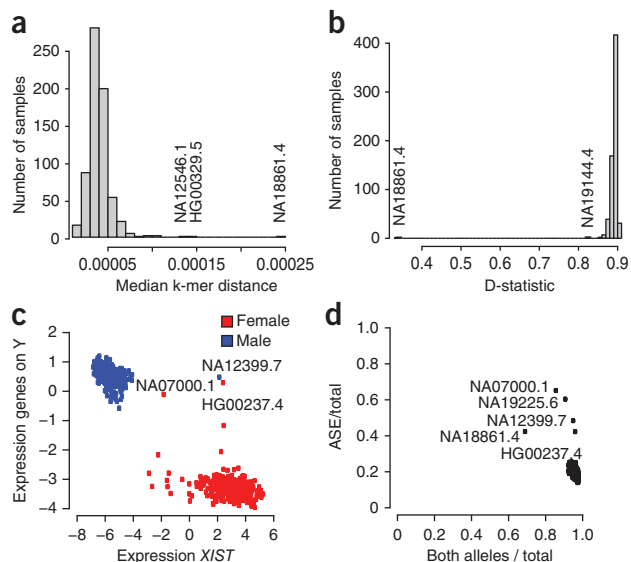 a
250
200
150
100
50
0
Number of samples
NA12546.1
HG00329.5
NA18861.4
0.00005
0.00015
0.00025
Median k-mer distance
b
400
300
200
100
0
Number of samples
NA18861.4
NA19144.4
0.4
0.5
0.6
0.7
0.8
0.9
D-statistic
c
Female
Male
2
1
0
−1
−2
−3
−4
Expression genes on Y
NA12399.7
NA07000.1
HG00237.4
−8
−6
−4
−2
0
2
4
6
Expression XIST
d
1.0
0.8
0.6
0.4
0.2
0
ASE/total
NA07000.1
NA19225.6
NA12399.7
NA18861.4
HG00237.4
0
0.2
0.4
0.6
0.8
1.0
Both alleles / total